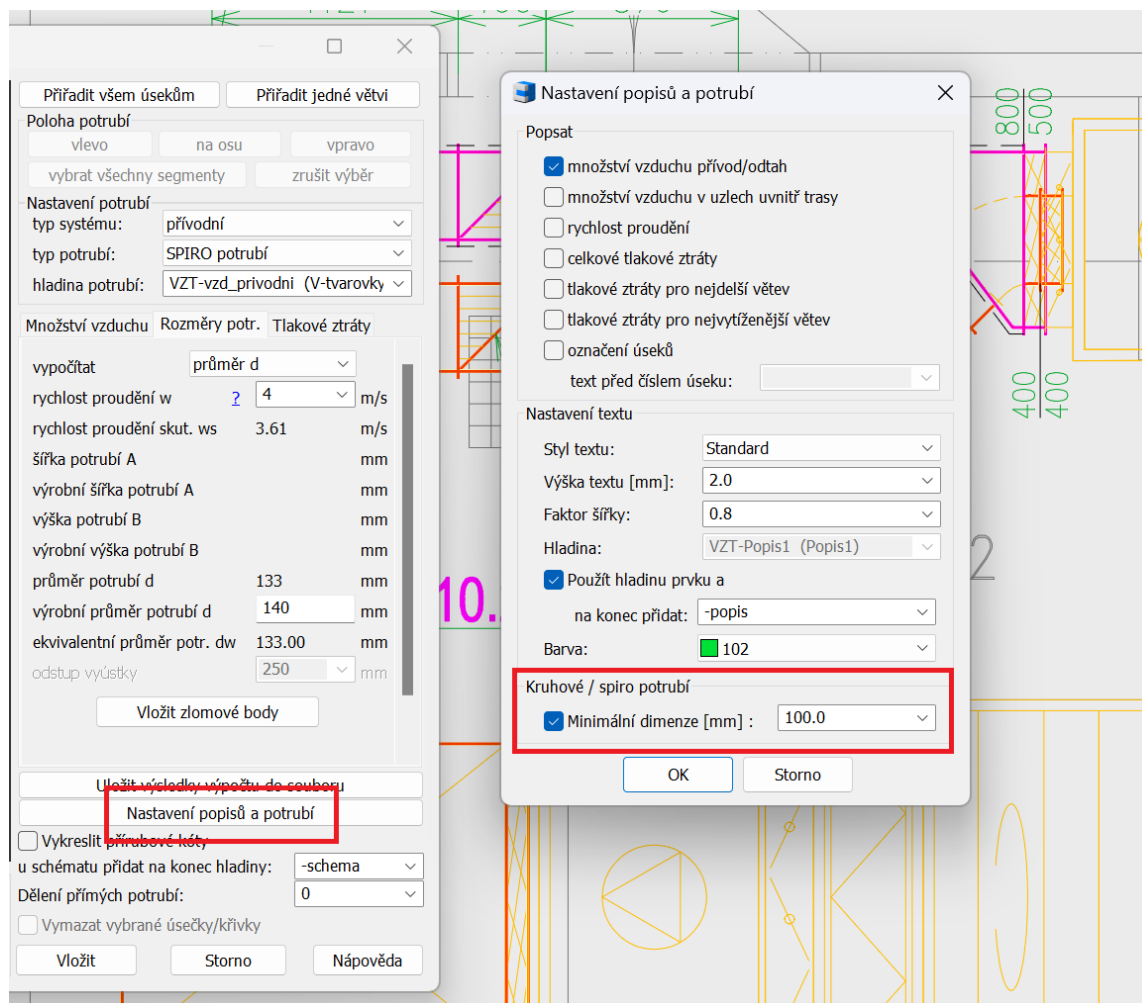 Přiřadit všem úsekům
Přiřadit jedné větvi
Poloha potrubí
vlevo
na osu
vpravo
vybrat všechny segmenty
zrušit výběr
Nastavení potrubí
typ systému: přívodní
typ potrubí: SPIRO potrubí
hladina potrubí: VZT-vzd_privodni (V-tvarovky
Množství vzduchu
Rozměry potr.
Tlakové ztráty
vypočítat průměr d
rychlost proudění w ? 4 m/s
rychlost proudění skut. ws 3.61 m/s
šířka potrubí A mm
výrobní šířka potrubí A mm
výška potrubí B mm
výrobní výška potrubí B mm
průměr potrubí d 133 mm
výrobní průměr potrubí d 140 mm
ekvivalentní průměr potr. dw 133.00 mm
odstup vyústky 250 mm
Vložit zlomové body
Uložit výsledky výpočtu do souboru
Nastavení popisů a potrubí
Vykreslit přírubové kóty
u schématu přidat na konec hladiny: -schema
Dělení přímých potrubí: 0
Vymazat vybrané úsečky/křivky
Vložit
Storno
Nápověda
Nastavení popisů a potrubí
Popsat
množství vzduchu přívod/odtah
množství vzduchu v uzlech uvnitř trasy
rychlost proudění
celkové tlakové ztráty
tlakové ztráty pro nejdelší větev
tlakové ztráty pro nejvytíženější větev
označení úseků
text před číslem úseku:
Nastavení textu
Styl textu: Standard
Výška textu [mm]: 2.0
Faktor šířky: 0.8
Hladina: VZT-Popis1 (Popis1)
Použít hladinu prvku a
na konec přidat: -popis
Barva: 102
Kruhové / spiro potrubí
Minimální dimenze [mm] : 100.0
OK
Storno
800
500
400
400
10.
2